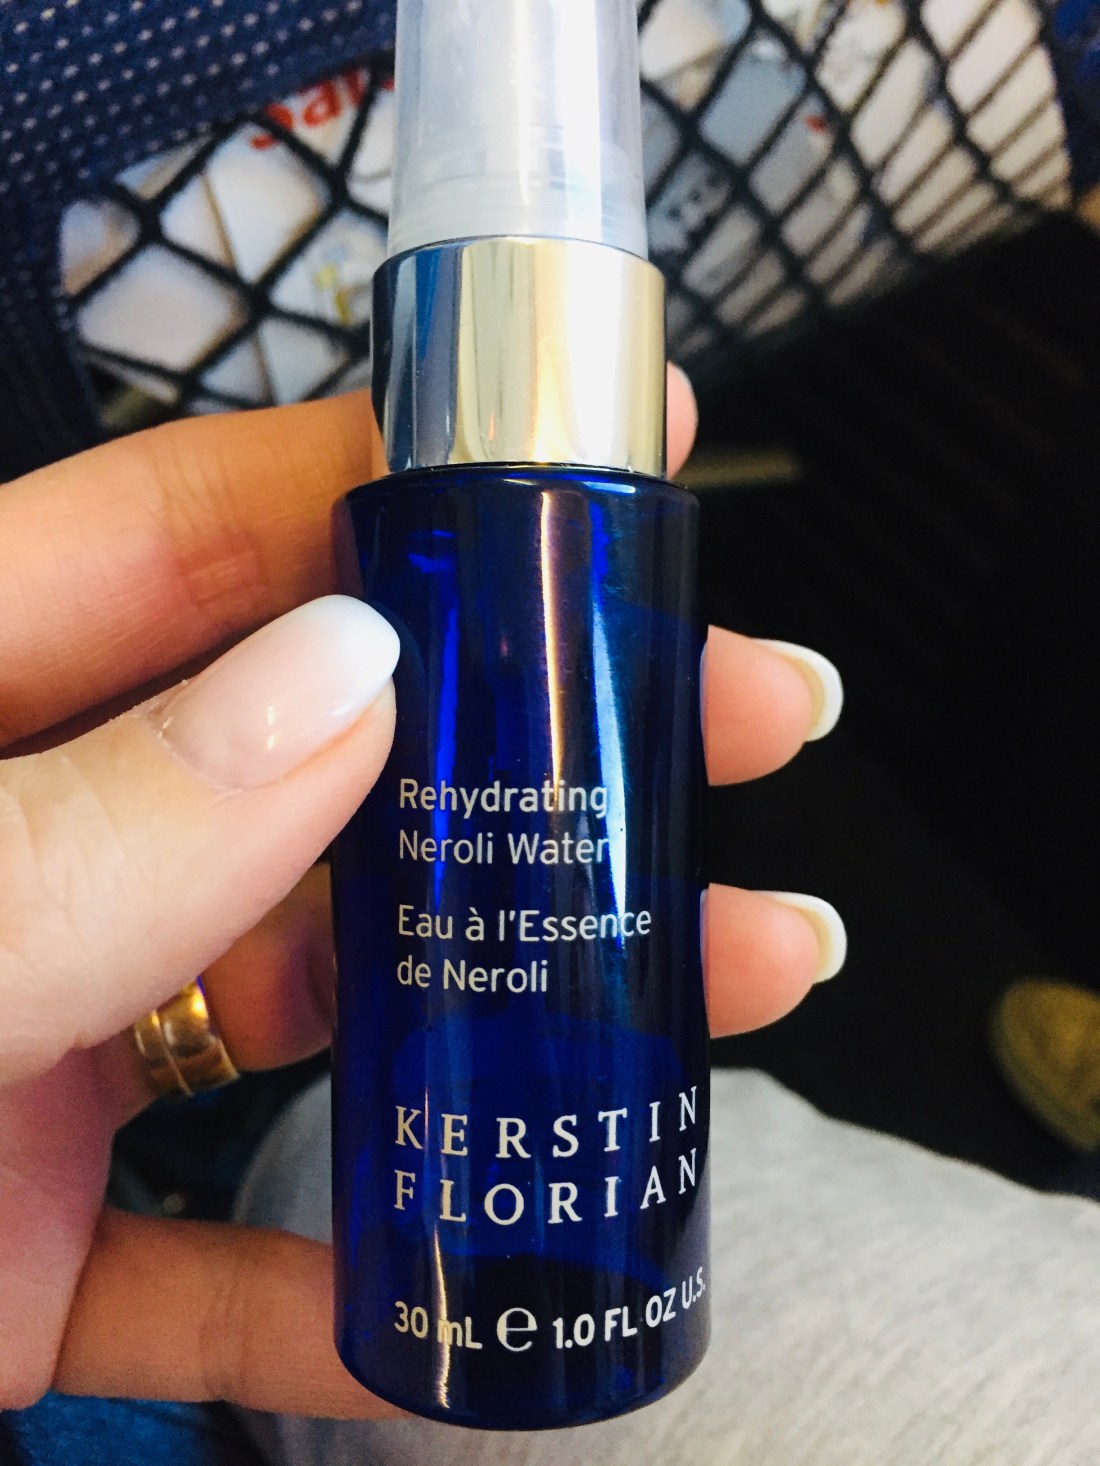 Rehydrating
Neroli Water
Eau à l'Essence
de Neroli
KERSTIN
FLORIAN
30 mL e 1.0 FL OZ U.S.